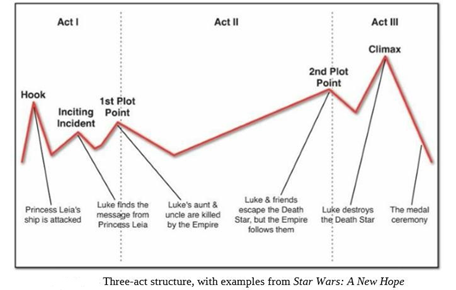 Act I
Act II
Act III
Hook
Inciting
Incident
1st Plot
Point
2nd Plot
Point
Climax
Princess Leia's
ship is attacked
Luke finds the
message from
Princess Leia
Luke's aunt &
uncle are killed
by the Empire
Luke & friends
escape the Death
Star, but the Empire
follows them
Luke destroys
the Death Star
The medal
ceremony
Three-act structure, with examples from Star Wars: A New Hope